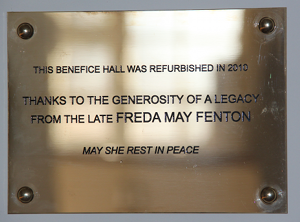 THIS BENEFICE HALL WAS REFURBISHED IN 2010
THANKS TO THE GENEROSITY OF A LEGACY
FROM THE LATE FREDA MAY FENTON
MAY SHE REST IN PEACE